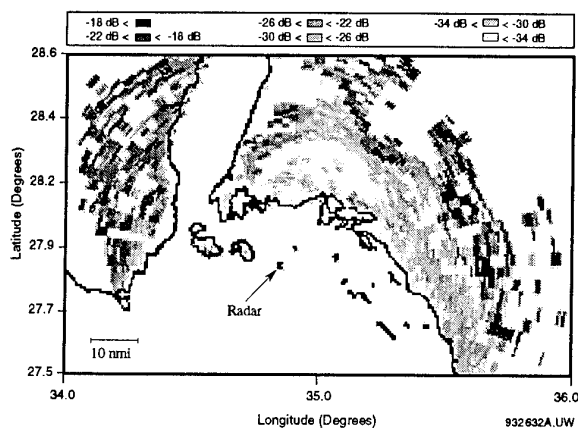 -18 dB <
-22 dB < < -18 dB
-26 dB < < -22 dB
-30 dB < < -26 dB
-34 dB < < -30 dB
< -34 dB
28.6
28.4
28.2
27.9
27.7
27.5
Latitude (Degrees)
Radar
10 nmi
34.0
35.0
36.0
Longitude (Degrees)
932632A.UW